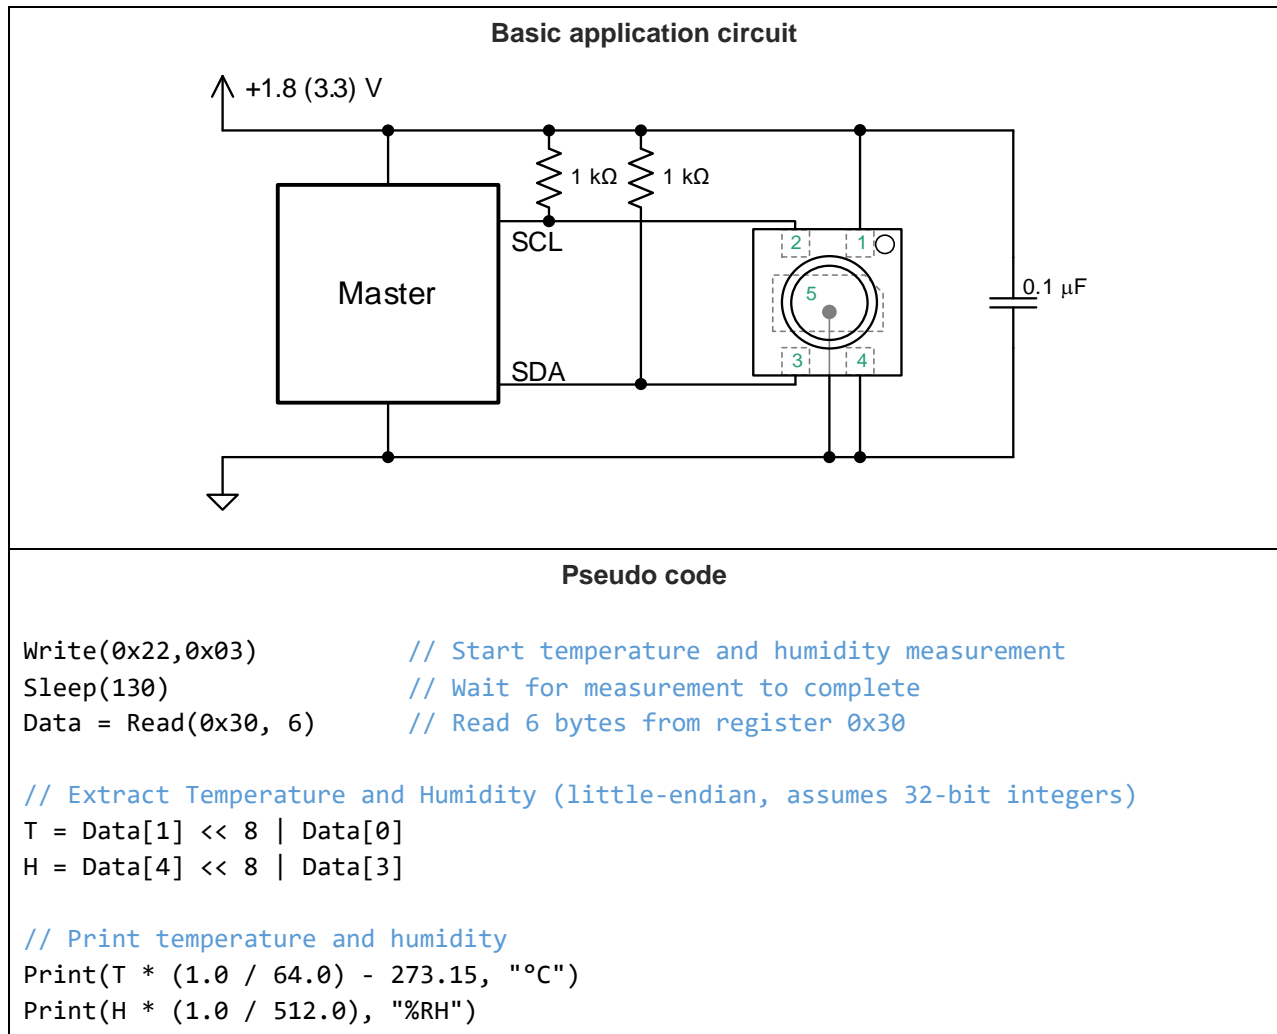 Basic application circuit
+1.8 (3.3) V
1 kΩ 1 kΩ
SCL
2 1
Master
5
0.1 μF
3 4
SDA
Pseudo code
Write(0x22,0x03) // Start temperature and humidity measurement
Sleep(130) // Wait for measurement to complete
Data = Read(0x30, 6) // Read 6 bytes from register 0x30
// Extract Temperature and Humidity (little-endian, assumes 32-bit integers)
T = Data[1] << 8 | Data[0]
H = Data[4] << 8 | Data[3]
// Print temperature and humidity
Print(T * (1.0 / 64.0) - 273.15, "°C")
Print(H * (1.0 / 512.0), "%RH")